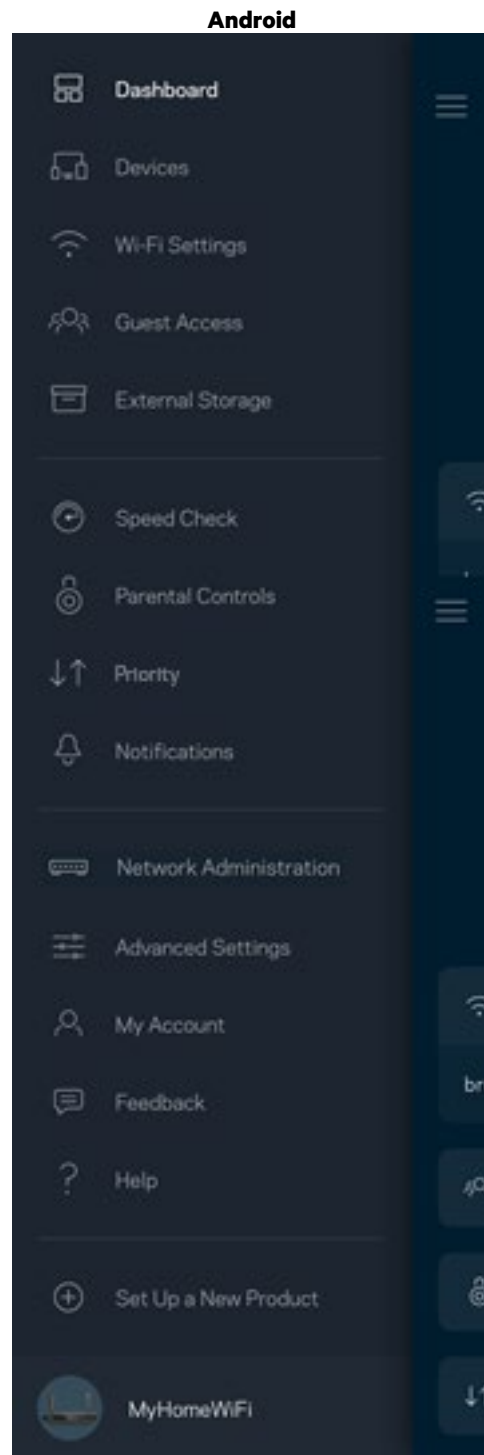 Android
Dashboard
Devices
Wi-Fi Settings
Guest Access
External Storage
Speed Check
Parental Controls
Priority
Notifications
Network Administration
Advanced Settings
My Account
Feedback
Help
Set Up a New Product
MyHomeWiFi
br